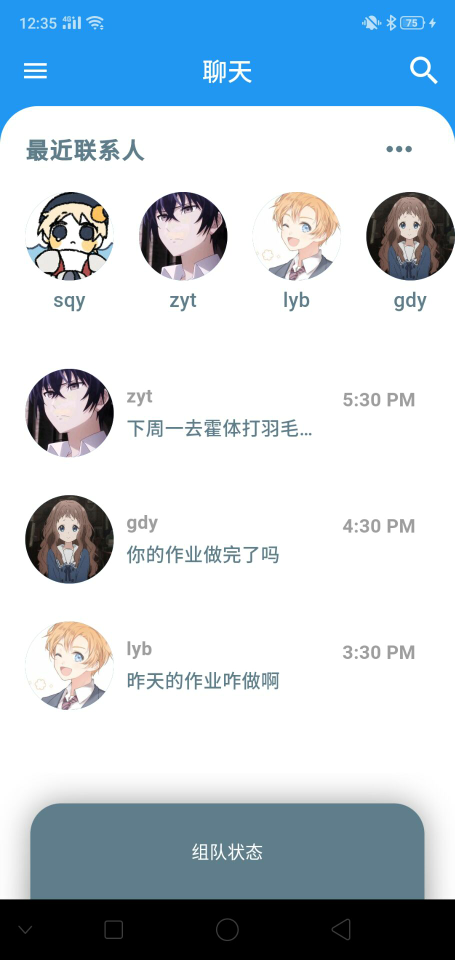 12:35 4G 75
聊天
最近联系人
sqy zyt lyb gdy
zyt 5:30 PM
下周一去霍体打羽毛...
gdy 4:30 PM
你的作业做完了吗
lyb 3:30 PM
昨天的作业咋做啊
组队状态